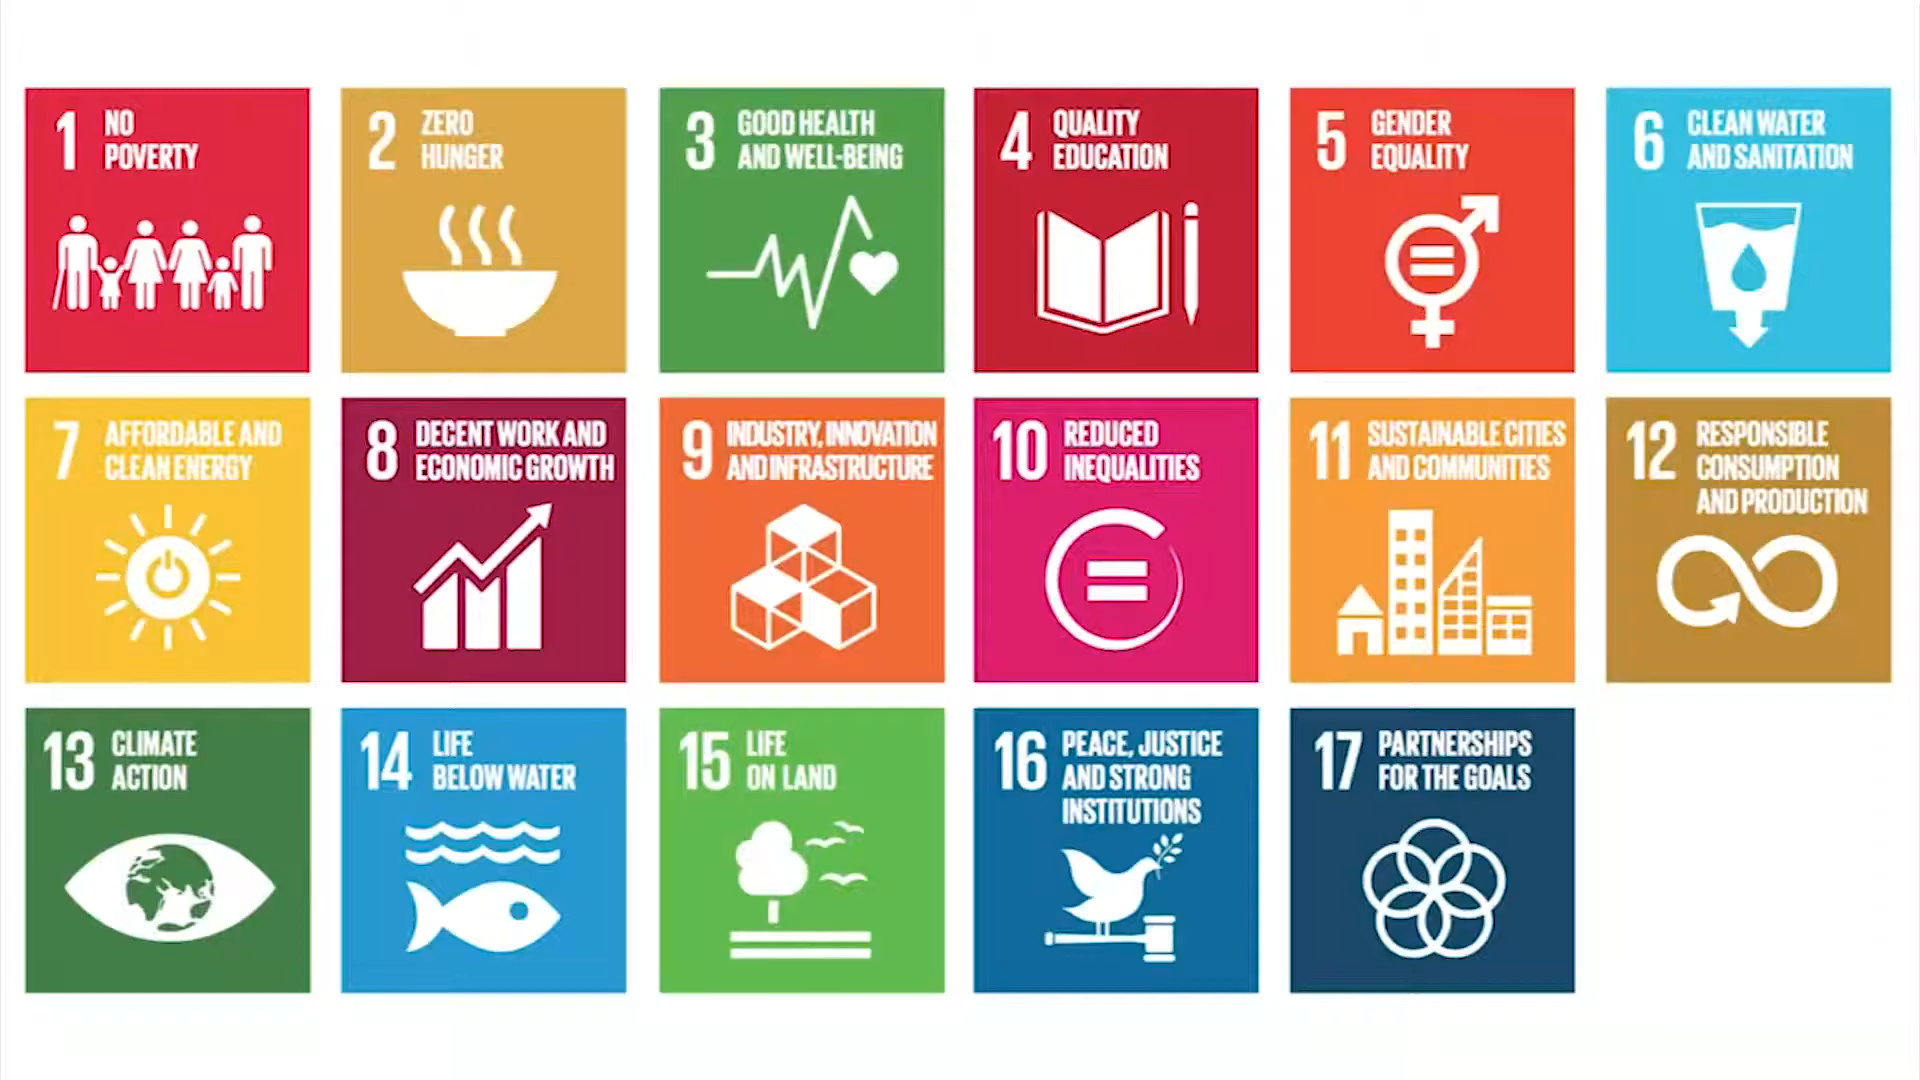 1 NO
POVERTY
2 ZERO
HUNGER
3 GOOD HEALTH
AND WELL-BEING
4 QUALITY
EDUCATION
5 GENDER
EQUALITY
6 CLEAN WATER
AND SANITATION
7 AFFORDABLE AND
CLEAN ENERGY
8 DECENT WORK AND
ECONOMIC GROWTH
9 INDUSTRY, INNOVATION
AND INFRASTRUCTURE
10 REDUCED
INEQUALITIES
11 SUSTAINABLE CITIES
AND COMMUNITIES
12 RESPONSIBLE
CONSUMPTION
AND PRODUCTION
13 CLIMATE
ACTION
14 LIFE
BELOW WATER
15 LIFE
ON LAND
16 PEACE, JUSTICE
AND STRONG
INSTITUTIONS
17 PARTNERSHIPS
FOR THE GOALS